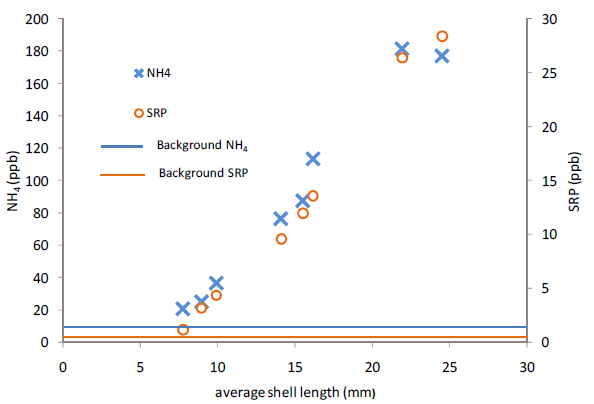 200
180
160
140
120
100
80
60
40
20
0
NH4 (ppb)
NH4
SRP
Background NH4
Background SRP
30
25
20
15
10
5
0
SRP (ppb)
0 5 10 15 20 25 30
average shell length (mm)